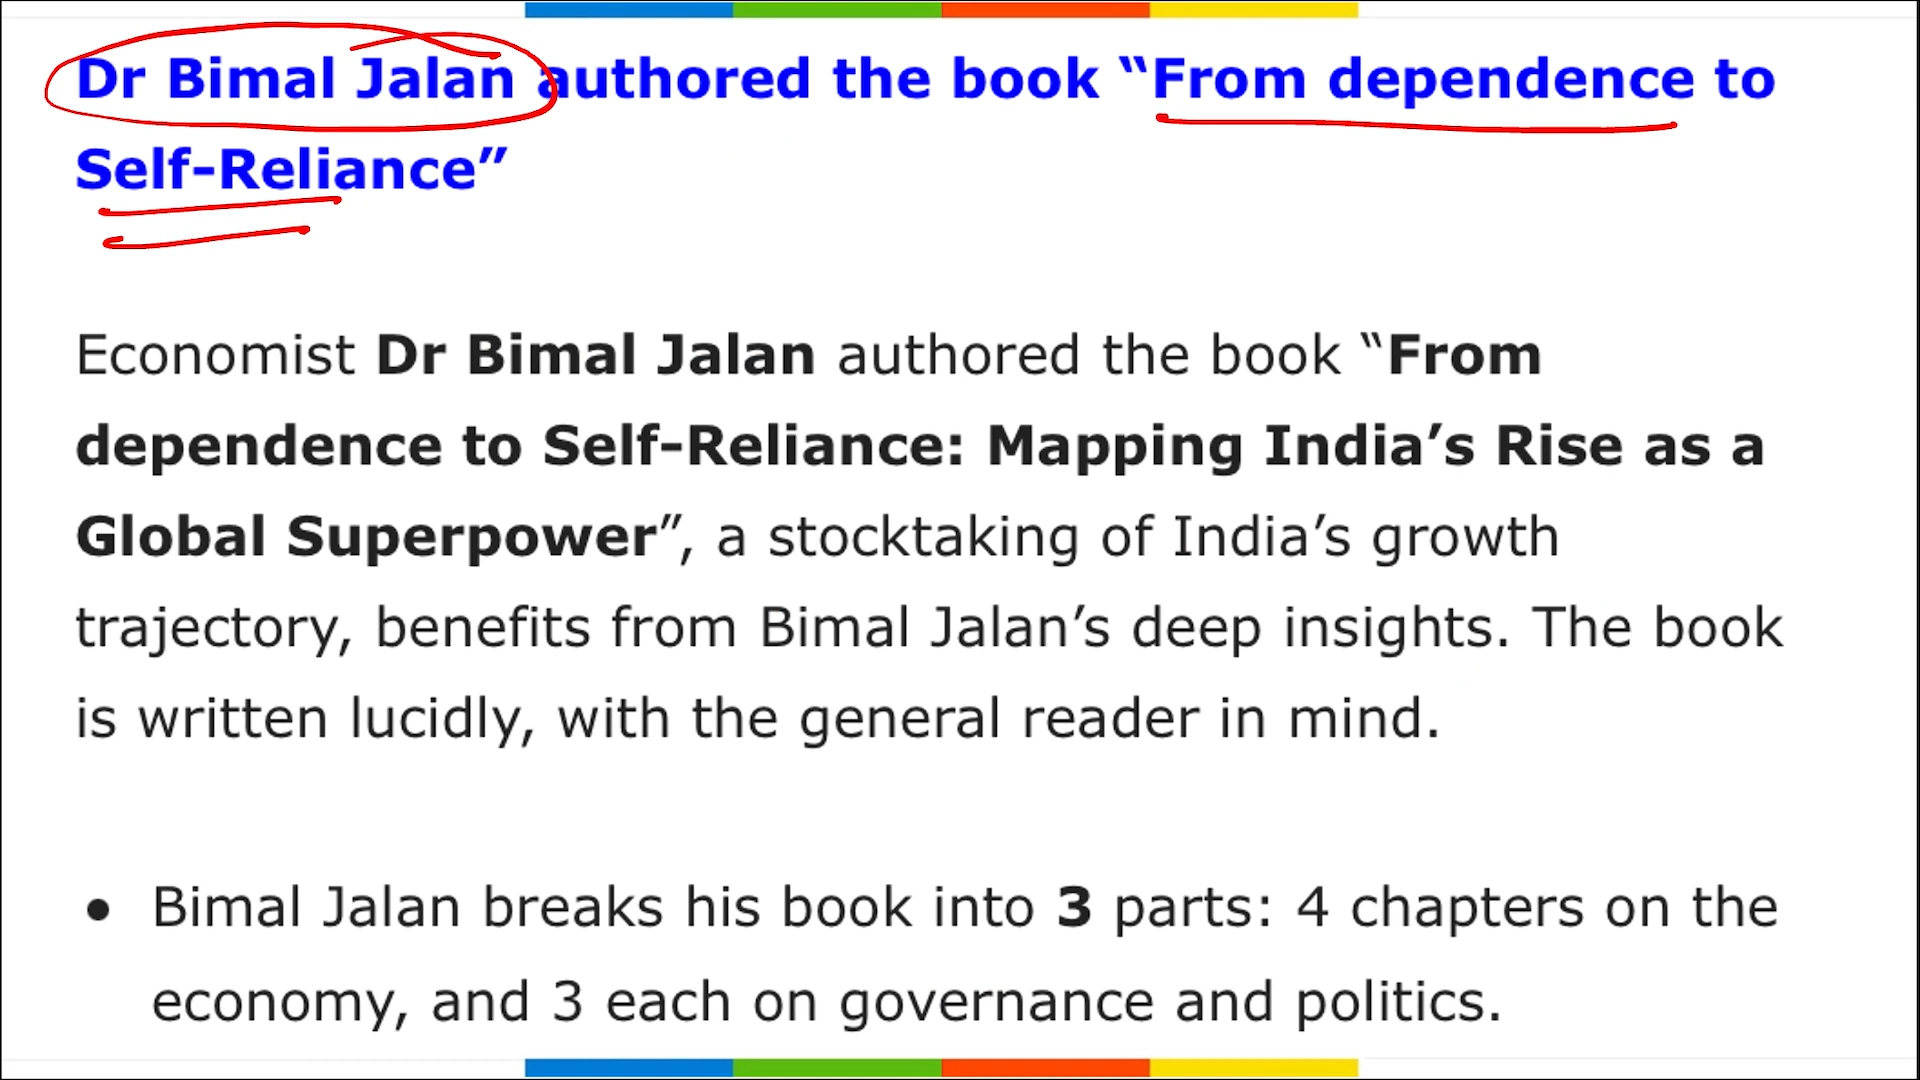 Dr Bimal Jalan authored the book “From dependence to
Self-Reliance”
Economist Dr Bimal Jalan authored the book “From
dependence to Self-Reliance: Mapping India’s Rise as a
Global Superpower”, a stocktaking of India’s growth
trajectory, benefits from Bimal Jalan’s deep insights. The book
is written lucidly, with the general reader in mind.
• Bimal Jalan breaks his book into 3 parts: 4 chapters on the
economy, and 3 each on governance and politics.